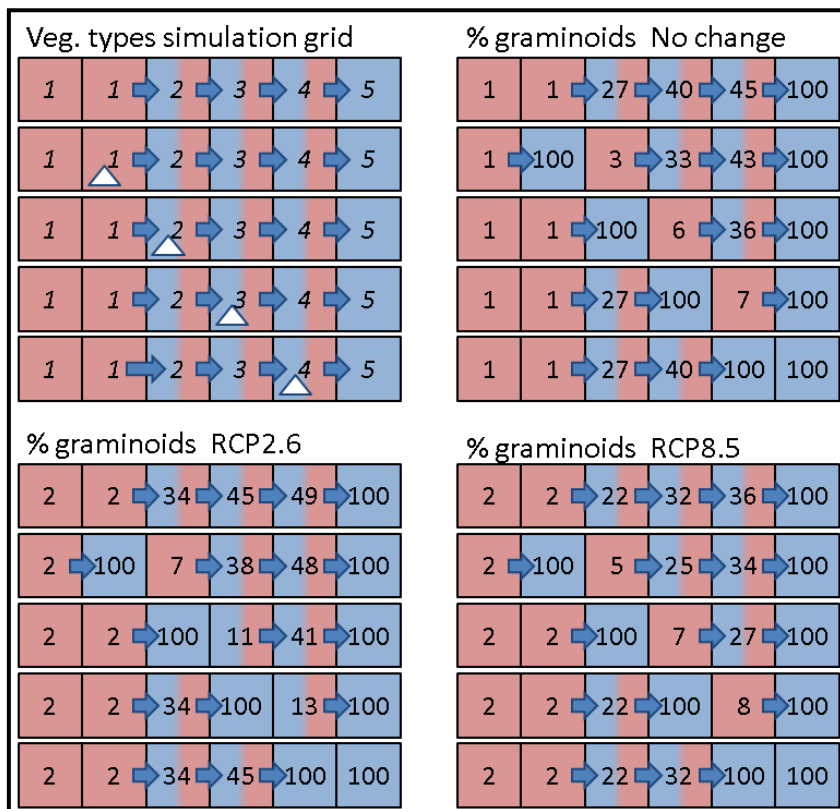 Veg. types simulation grid
1 1 2 3 4 5
1 1 2 3 4 5
1 1 2 3 4 5
1 1 2 3 4 5
1 1 2 3 4 5
% graminoids No change
1 1 27 40 45 100
1 100 3 33 43 100
1 1 100 6 36 100
1 1 27 100 7 100
1 1 27 40 100 100
% graminoids RCP2.6
2 2 34 45 49 100
2 100 7 38 48 100
2 2 100 11 41 100
2 2 34 100 13 100
2 2 34 45 100 100
% graminoids RCP8.5
2 2 22 32 36 100
2 100 5 25 34 100
2 2 100 7 27 100
2 2 22 100 8 100
2 2 22 32 100 100